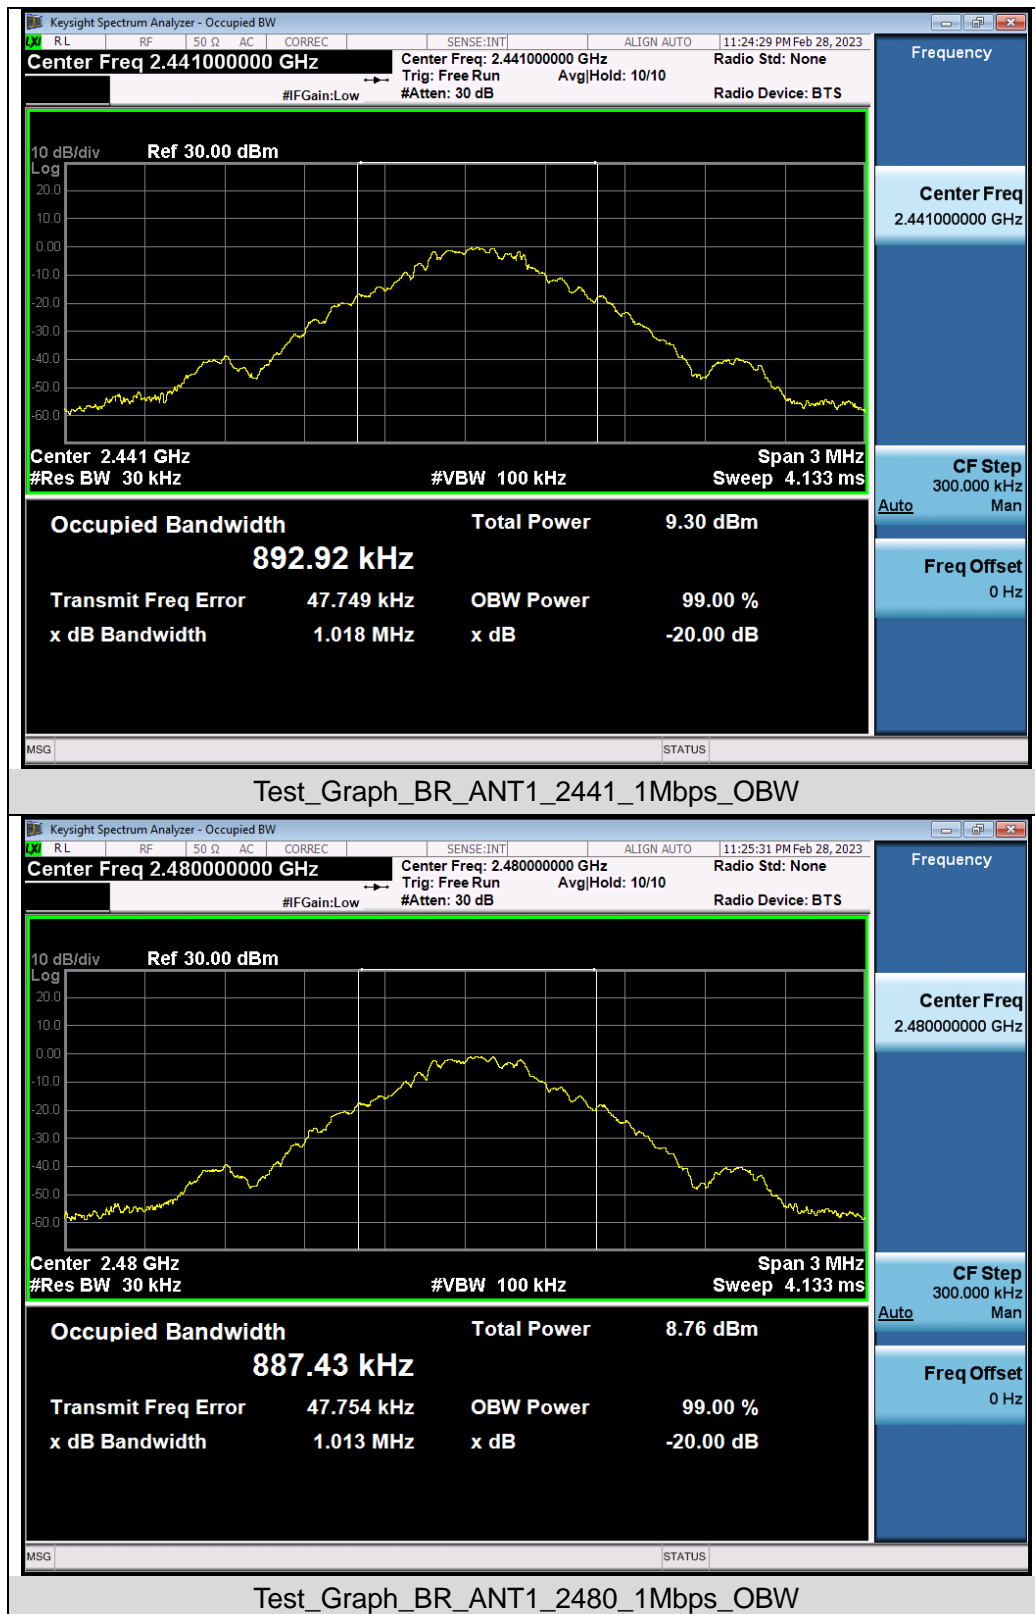 Keysight Spectrum Analyzer - Occupied BW
LXI RL RF 50 Ω AC CORREC SENSE:INT ALIGN AUTO 11:24:29 PM Feb 28, 2023
Center Freq 2.441000000 GHz
Center Freq: 2.441000000 GHz
Radio Std: None
Trig: Free Run Avg|Hold: 10/10
#IFGain:Low
#Atten: 30 dB
Radio Device: BTS
Frequency
10 dB/div Ref 30.00 dBm
Log
20.0
10.0
0.00
-10.0
-20.0
-30.0
-40.0
-50.0
-60.0
Center Freq
2.441000000 GHz
Center 2.441 GHz Span 3 MHz
#Res BW 30 kHz #VBW 100 kHz Sweep 4.133 ms
CF Step
300.000 kHz
Auto Man
Freq Offset
0 Hz
Occupied Bandwidth Total Power 9.30 dBm
892.92 kHz
Transmit Freq Error 47.749 kHz OBW Power 99.00 %
x dB Bandwidth 1.018 MHz x dB -20.00 dB
MSG STATUS
Test_Graph_BR_ANT1_2441_1Mbps_OBW
Keysight Spectrum Analyzer - Occupied BW
LXI RL RF 50 Ω AC CORREC SENSE:INT ALIGN AUTO 11:25:31 PM Feb 28, 2023
Center Freq 2.480000000 GHz
Center Freq: 2.480000000 GHz
Radio Std: None
Trig: Free Run Avg|Hold: 10/10
#IFGain:Low
#Atten: 30 dB
Radio Device: BTS
Frequency
10 dB/div Ref 30.00 dBm
Log
20.0
10.0
0.00
-10.0
-20.0
-30.0
-40.0
-50.0
-60.0
Center Freq
2.480000000 GHz
Center 2.48 GHz Span 3 MHz
#Res BW 30 kHz #VBW 100 kHz Sweep 4.133 ms
CF Step
300.000 kHz
Auto Man
Freq Offset
0 Hz
Occupied Bandwidth Total Power 8.76 dBm
887.43 kHz
Transmit Freq Error 47.754 kHz OBW Power 99.00 %
x dB Bandwidth 1.013 MHz x dB -20.00 dB
MSG STATUS
Test_Graph_BR_ANT1_2480_1Mbps_OBW